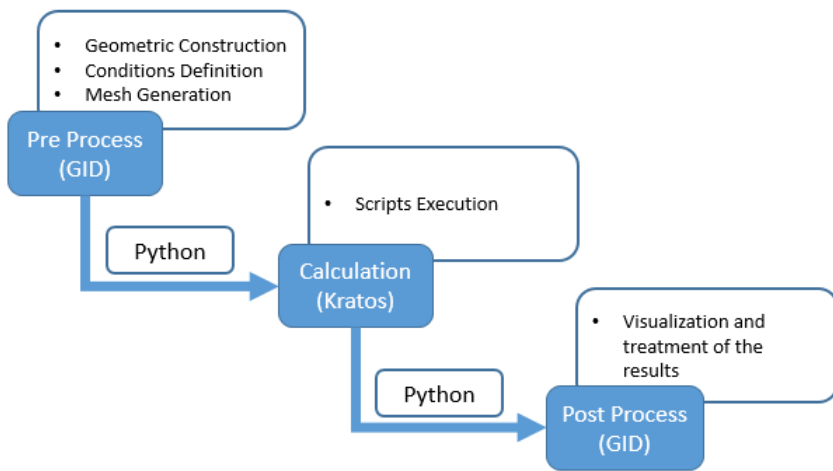 • Geometric Construction
• Conditions Definition
• Mesh Generation
Pre Process
(GID)
Python
• Scripts Execution
Calculation
(Kratos)
Python
• Visualization and
treatment of the
results
Post Process
(GID)